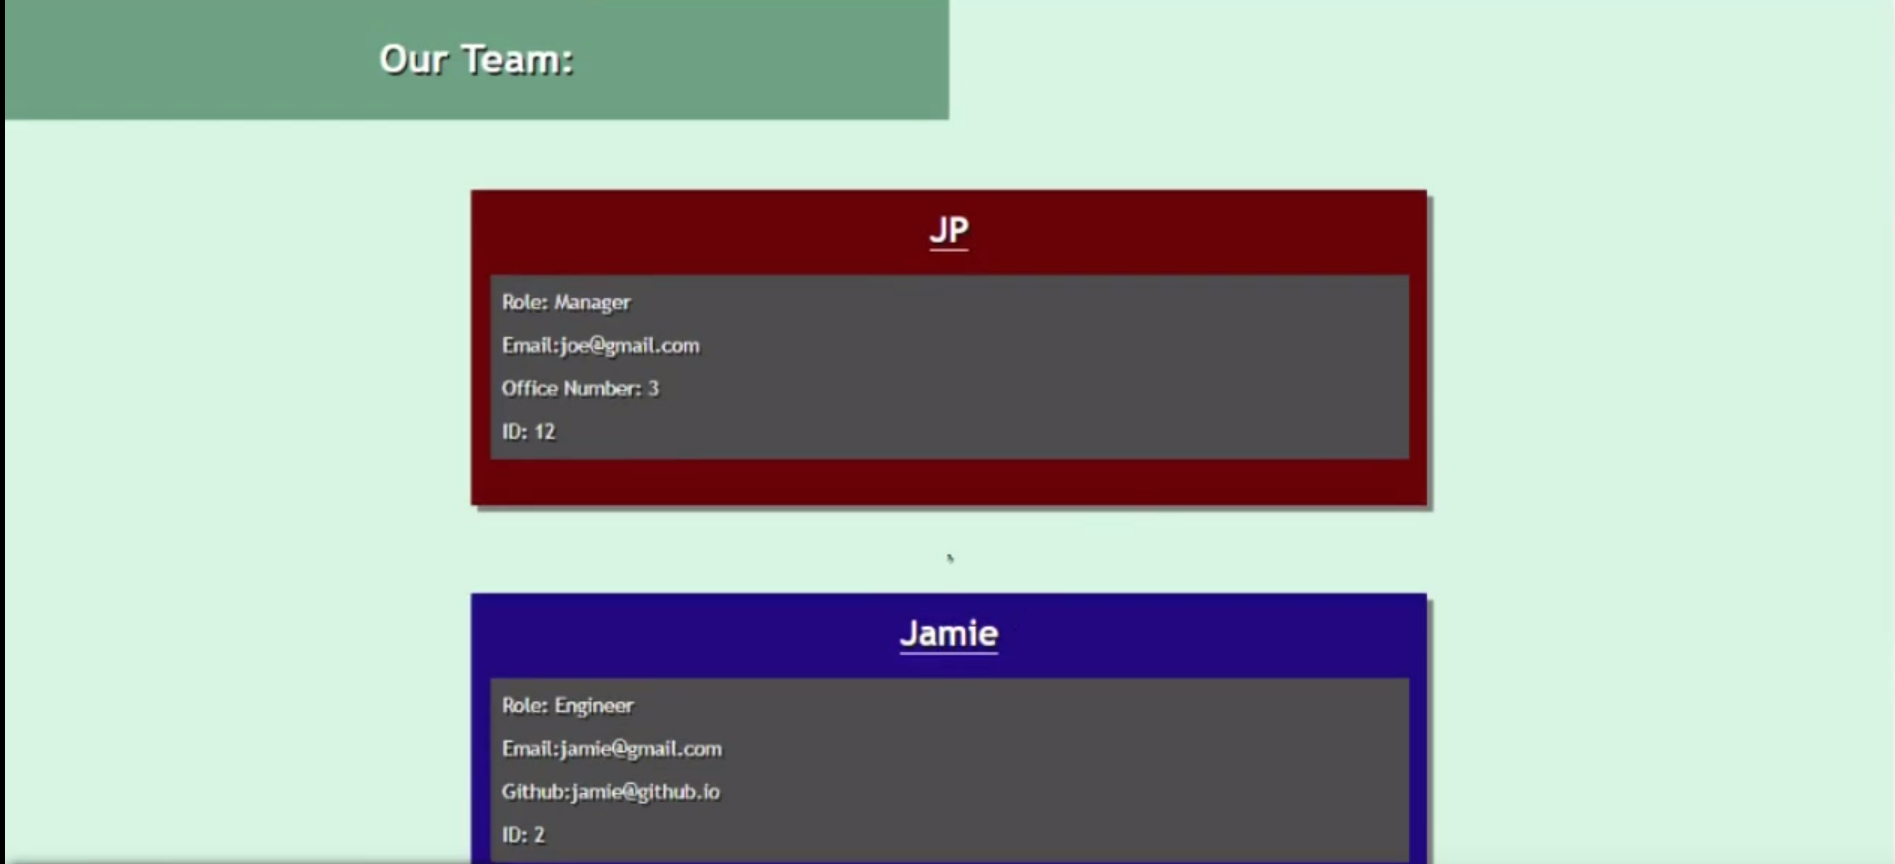 Our Team:
JP
Role: Manager
Email:joe@gmail.com
Office Number: 3
ID: 12
Jamie
Role: Engineer
Email:jamie@gmail.com
Github:jamie@github.io
ID: 2